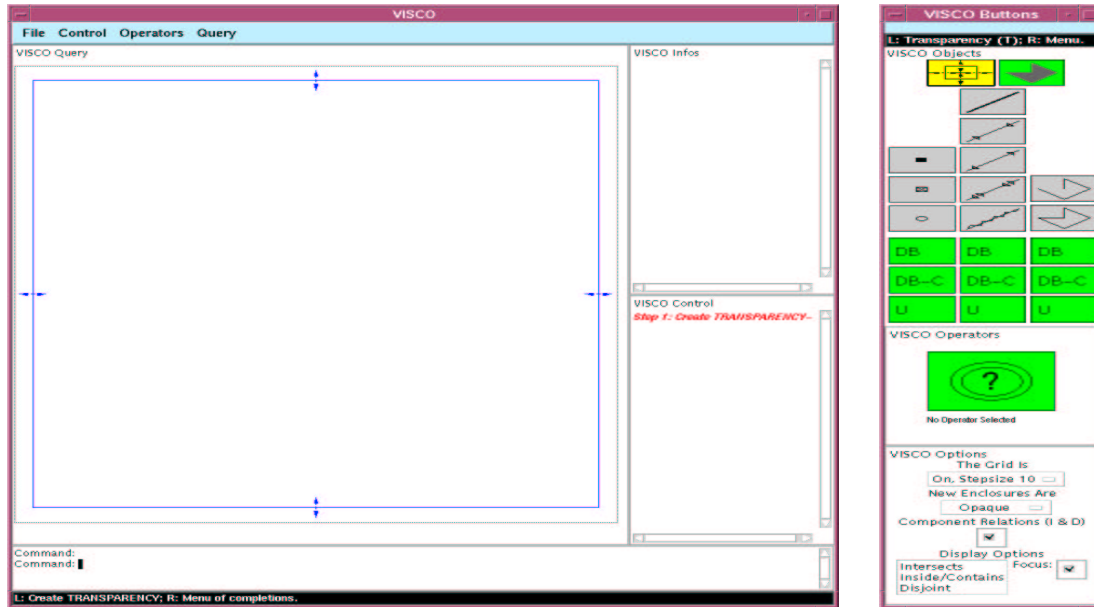 VISCO
File Control Operators Query
VISCO Query
VISCO Infos
VISCO Control
Step 1: Create TRANSPARENCY-
Command:
Command:
L: Create TRANSPARENCY; R: Menu of completions.
VISCO Buttons
L: Transparency (T); R: Menu.
VISCO Objects
DB DB DB
DB-C DB-C DB-C
U U U
VISCO Operators
?
No Operator Selected
VISCO Options
The Grid Is
On, Stepsize 10
New Enclosures Are
Opaque
Component Relations (I & D)
Display Options
Intersects Focus:
Inside/Contains
Disjoint